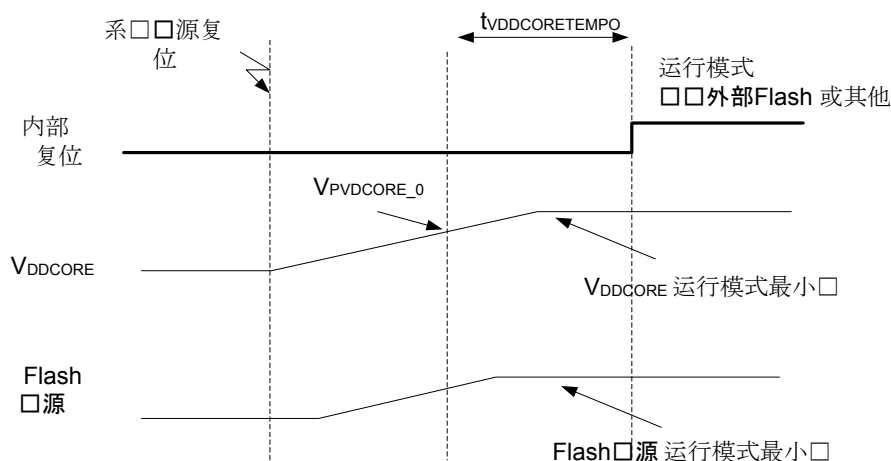 tVDDCORETEMPO
系□□源复
位
运行模式
□□外部Flash 或其他
内部
复位
VPVDCORE_0
VDDCORE
VDDCORE 运行模式最小□
Flash
□源
Flash□源 运行模式最小□